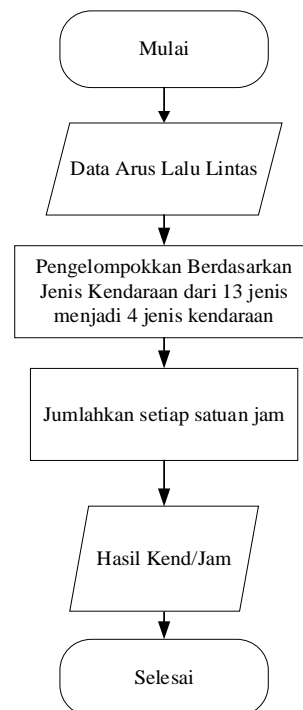 Mulai
Data Arus Lalu Lintas
Pengelompokkan Berdasarkan
Jenis Kendaraan dari 13 jenis
menjadi 4 jenis kendaraan
Jumlahkan setiap satuan jam
Hasil Kend/Jam
Selesai